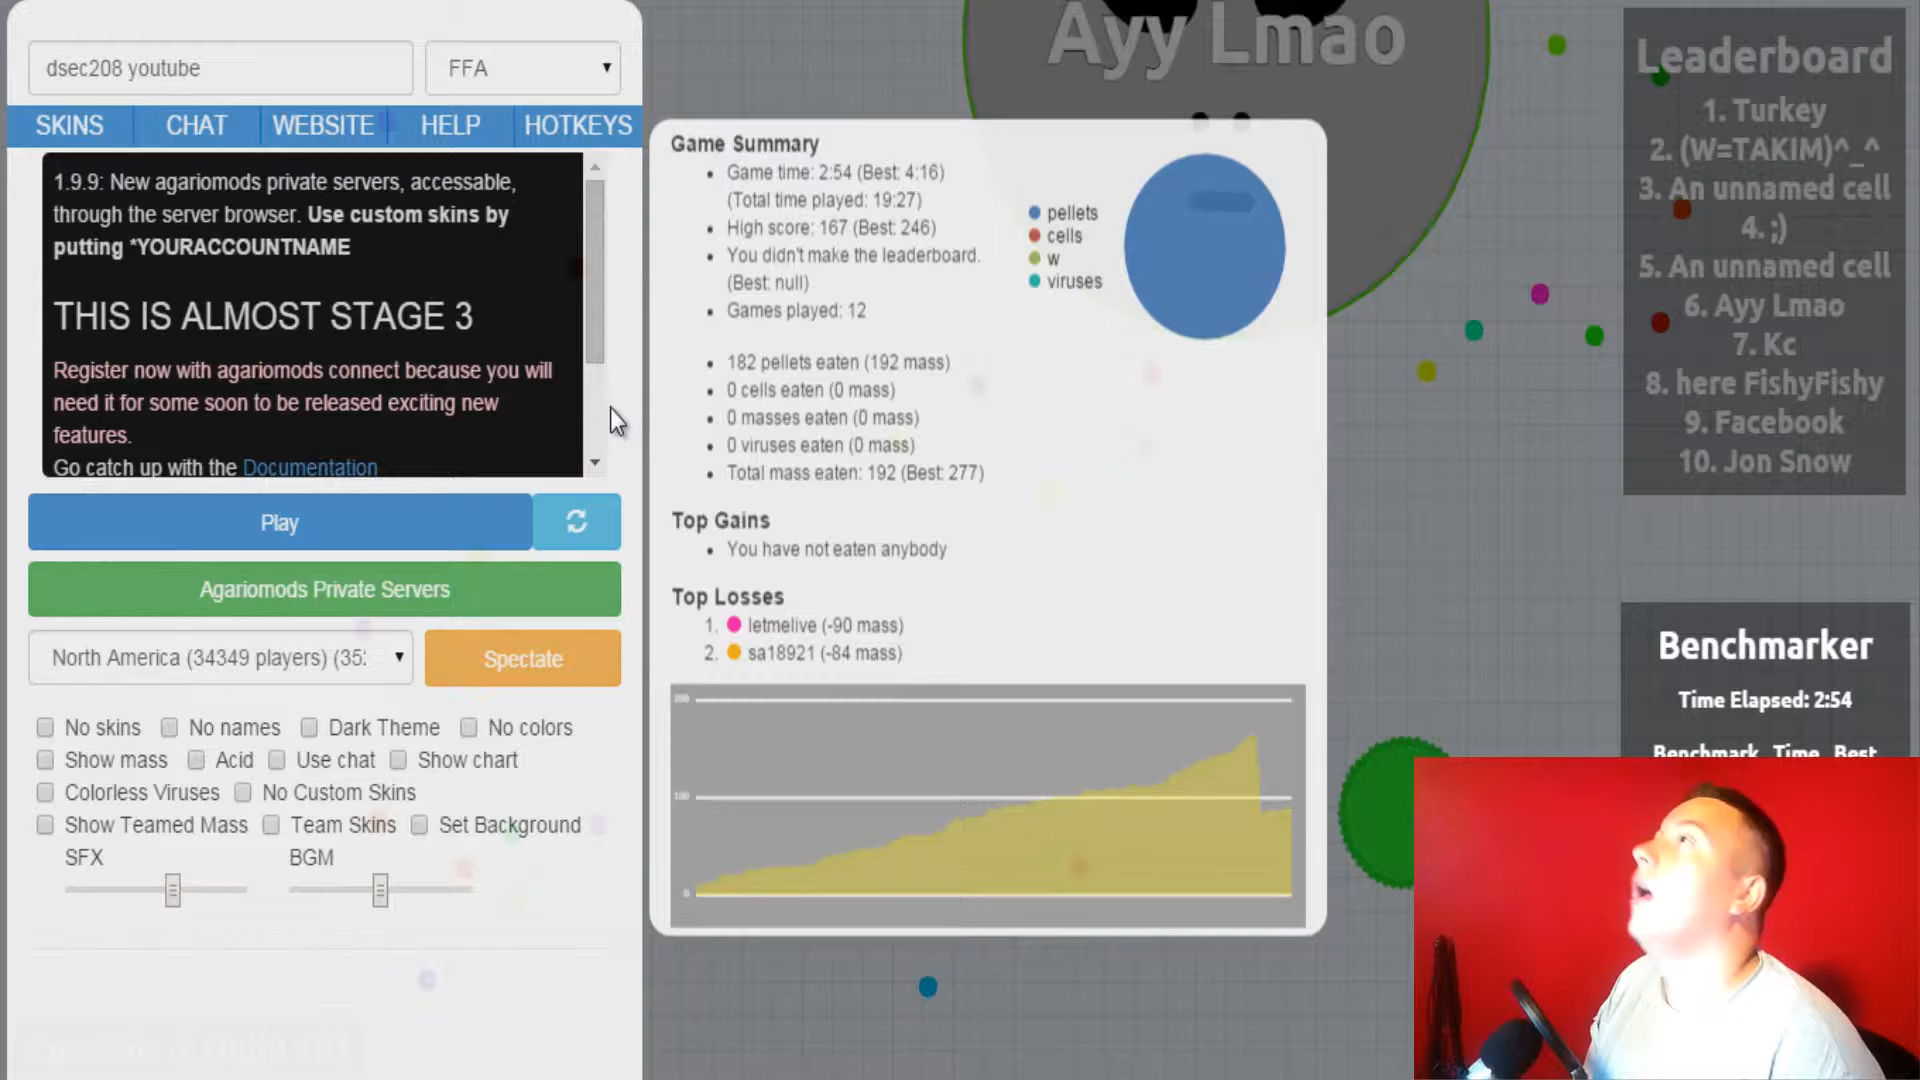 dsec208 youtube
FFA
SKINS
CHAT
WEBSITE
HELP
HOTKEYS
1.9.9: New agariomods private servers, accessable,
through the server browser. Use custom skins by
putting *YOURACCOUNTNAME
THIS IS ALMOST STAGE 3
Register now with agariomods connect because you will
need it for some soon to be released exciting new
features.
Go catch up with the Documentation
Play
Agariomods Private Servers
North America (34349 players) (35
Spectate
No skins
No names
Dark Theme
No colors
Show mass
Acid
Use chat
Show chart
Colorless Viruses
No Custom Skins
Show Teamed Mass
Team Skins
Set Background
SFX
BGM
Ayy Lmao
Game Summary
Game time: 2:54 (Best: 4:16)
(Total time played: 19:27)
High score: 167 (Best: 246)
You didn't make the leaderboard.
(Best: null)
Games played: 12
pellets
cells
w
viruses
182 pellets eaten (192 mass)
0 cells eaten (0 mass)
0 masses eaten (0 mass)
0 viruses eaten (0 mass)
Total mass eaten: 192 (Best: 277)
Top Gains
You have not eaten anybody
Top Losses
1. letmelive (-90 mass)
2. sa18921 (-84 mass)
200
100
0
Leaderboard
1. Turkey
2. (W=TAKIM)^_^
3. An unnamed cell
4. ;)
5. An unnamed cell
6. Ayy Lmao
7. Kc
8. here FishyFishy
9. Facebook
10. Jon Snow
Benchmarker
Time Elapsed: 2:54
Benchmark Time Best